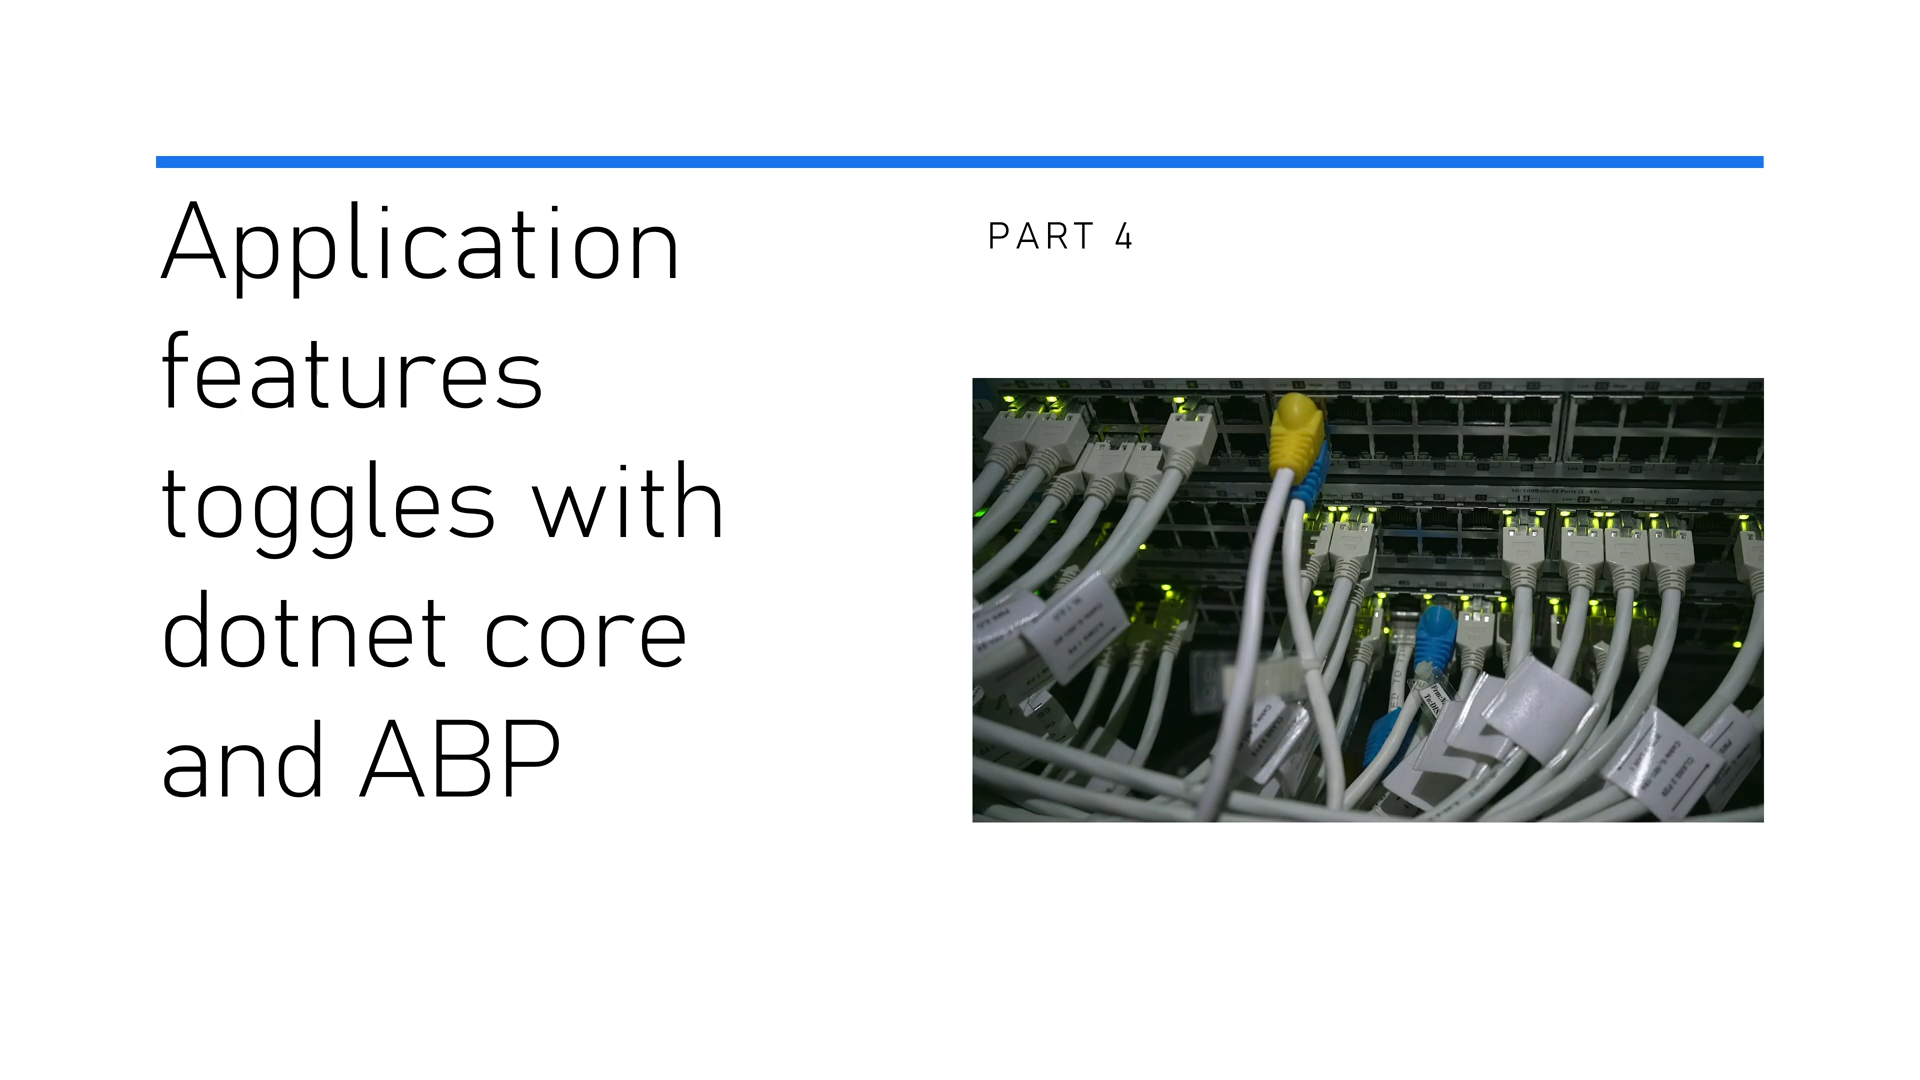 Application
features
toggles with
dotnet core
and ABP
PART 4